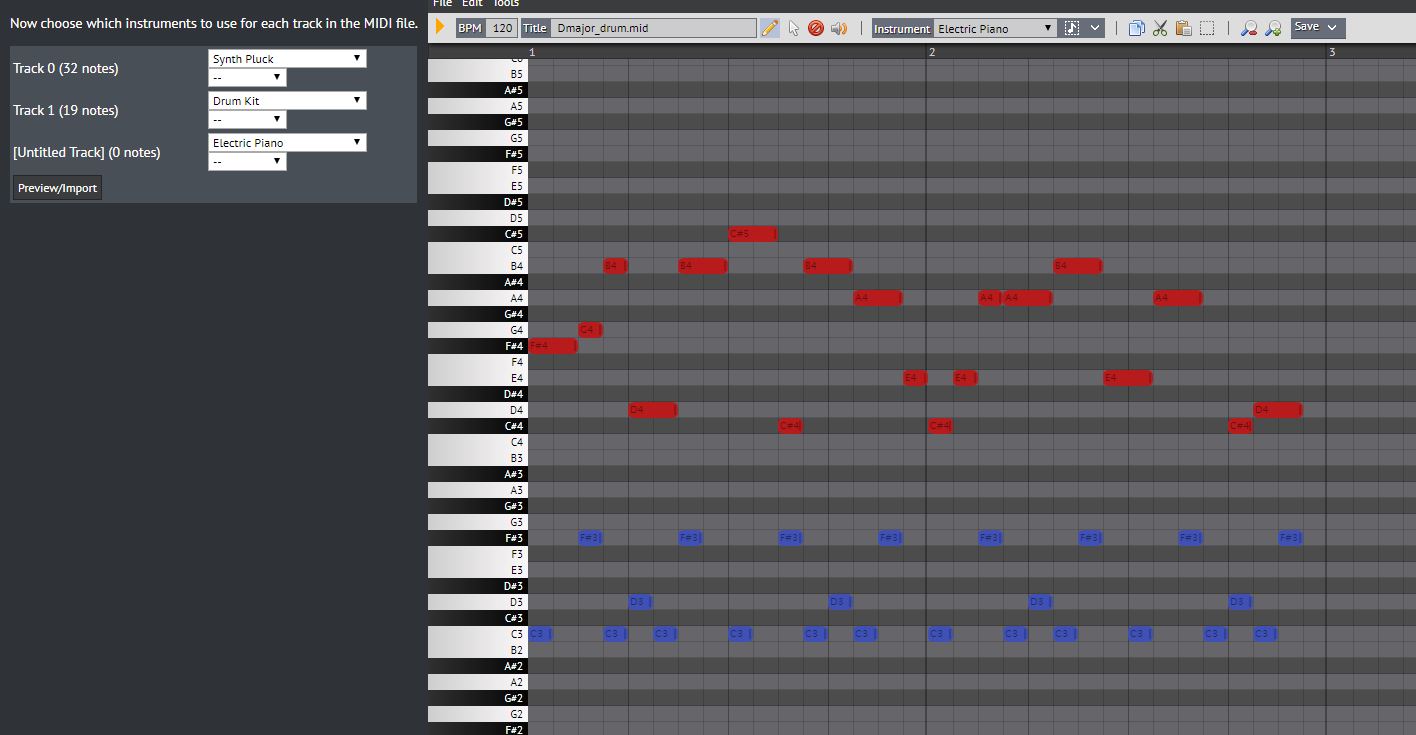 File Edit Tools
Now choose which instruments to use for each track in the MIDI file.
BPM 120 Title Dmajor_drum.mid Instrument Electric Piano Save
Track 0 (32 notes) Synth Pluck
--
Track 1 (19 notes) Drum Kit
--
[Untitled Track] (0 notes) Electric Piano
--
Preview/Import
1 2 3
B5
A#5
A5
G#5
G5
F#5
F5
E5
D#5
D5
C#5 C#5
C5
B4 B4 B4 B4 B4
A#4
A4 A4 A4 A4 A4
G#4
G4 G4
F#4 F#4
F4
E4 E4 E4 E4
D#4
D4 D4 D4
C#4 C#4 C#4 C#4
C4
B3
A#3
A3
G#3
G3
F#3 F#3 F#3 F#3 F#3 F#3 F#3 F#3 F#3
F3
E3
D#3
D3 D3 D3 D3 D3
C#3
C3 C3 C3 C3 C3 C3 C3 C3 C3 C3 C3 C3 C3
B2
A#2
A2
G#2
G2
F#2